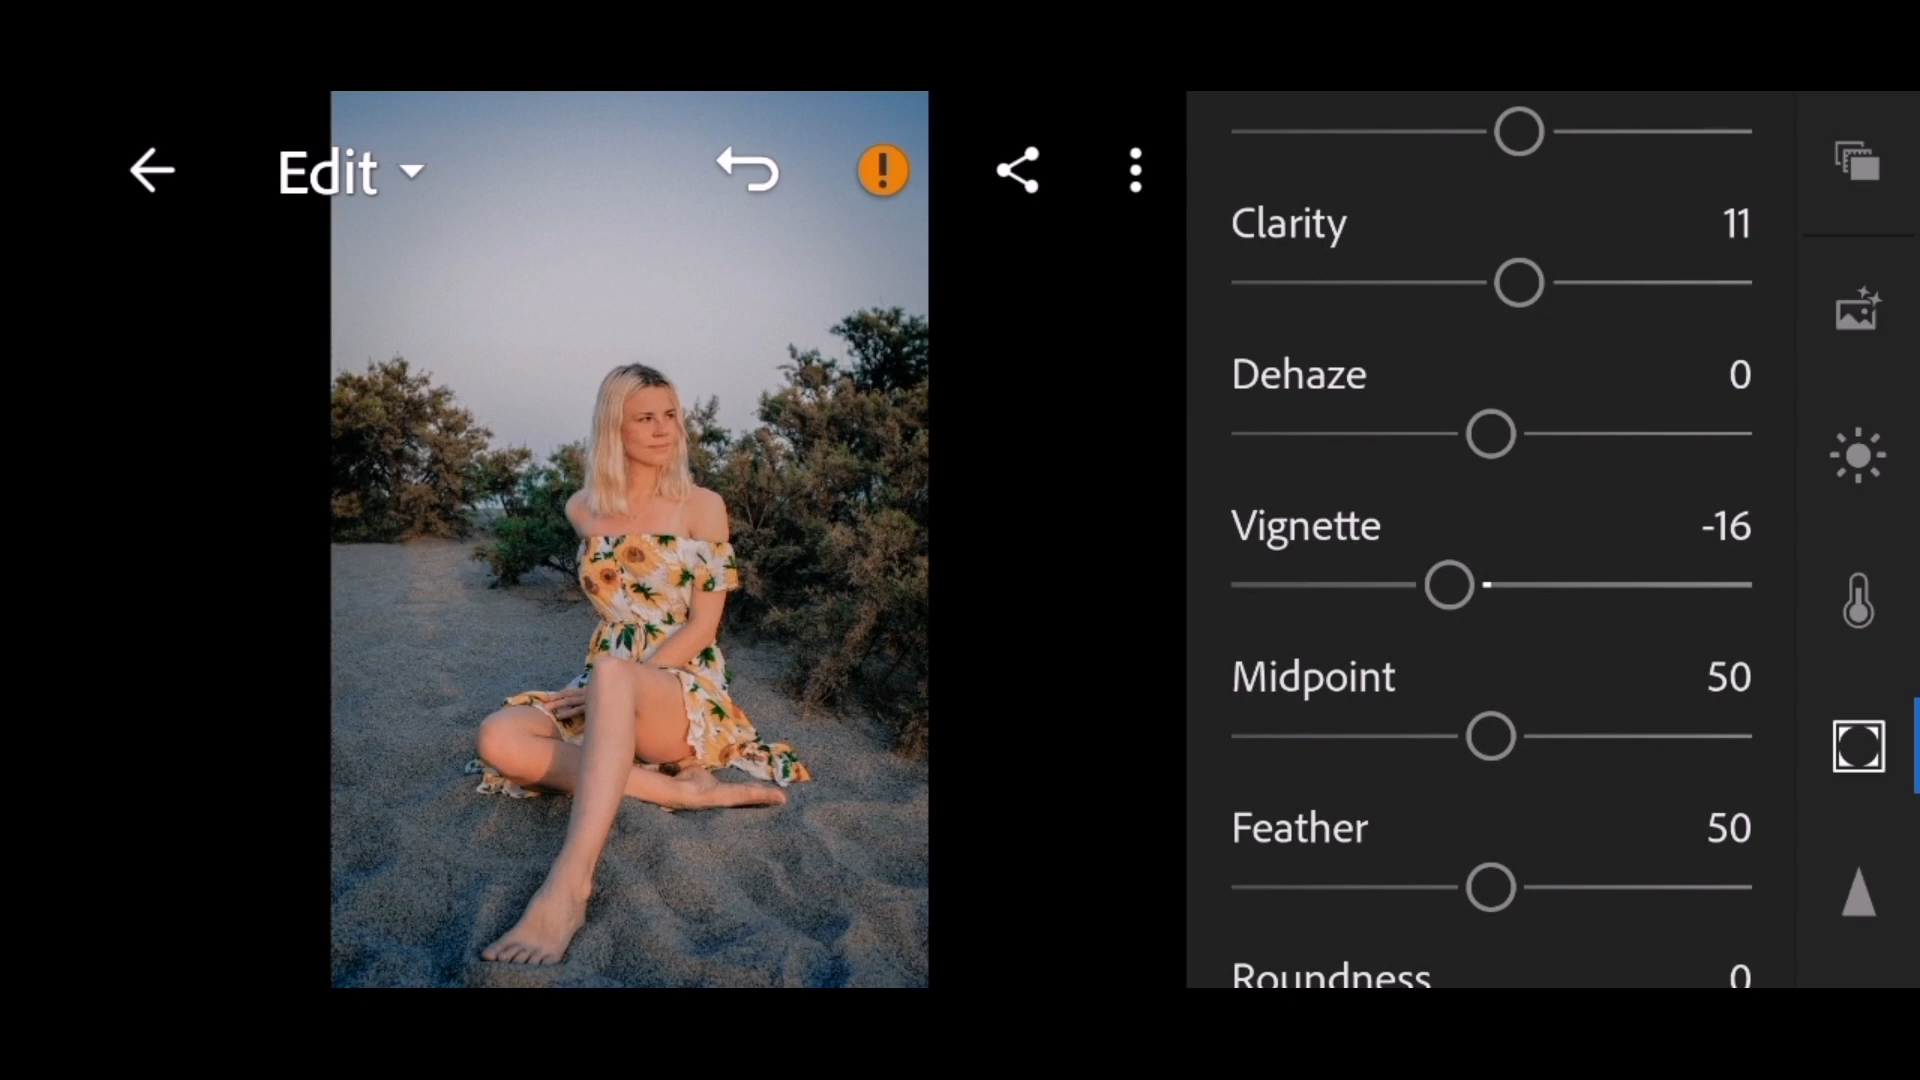 Edit
Clarity 11
Dehaze 0
Vignette -16
Midpoint 50
Feather 50
Roundness 0